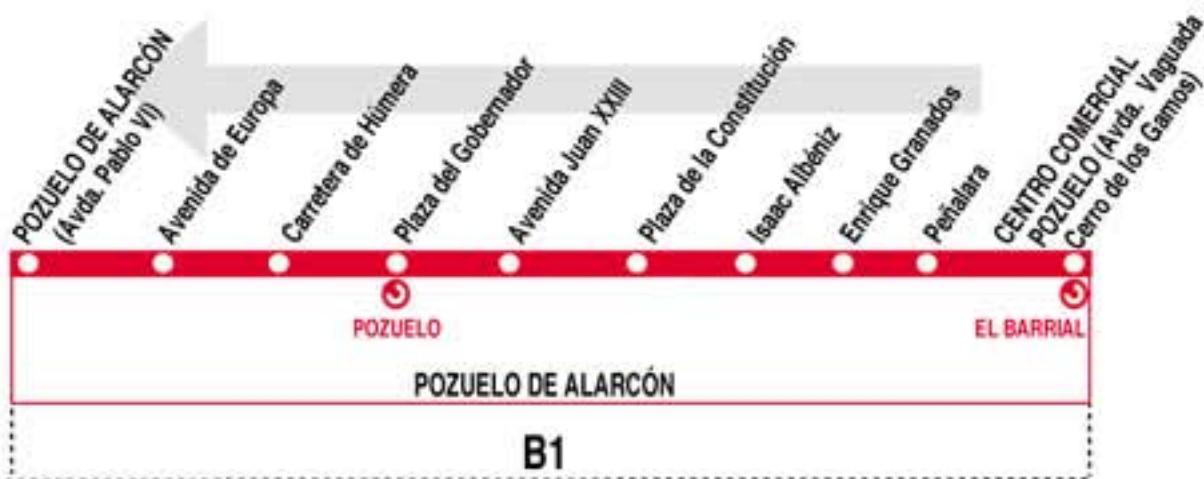 POZUELO DE ALARCÓN
(Avda. Pablo VI)
Avenida de Europa
Carretera de Húmera
Plaza del Gobernador
Avenida Juan XXIII
Plaza de la Constitución
Isaac Albéniz
Enrique Granados
Peñalara
CENTRO COMERCIAL
POZUELO (Avda. Vaguada
Cerro de los Gamos)
POZUELO
EL BARRIAL
POZUELO DE ALARCÓN
B1